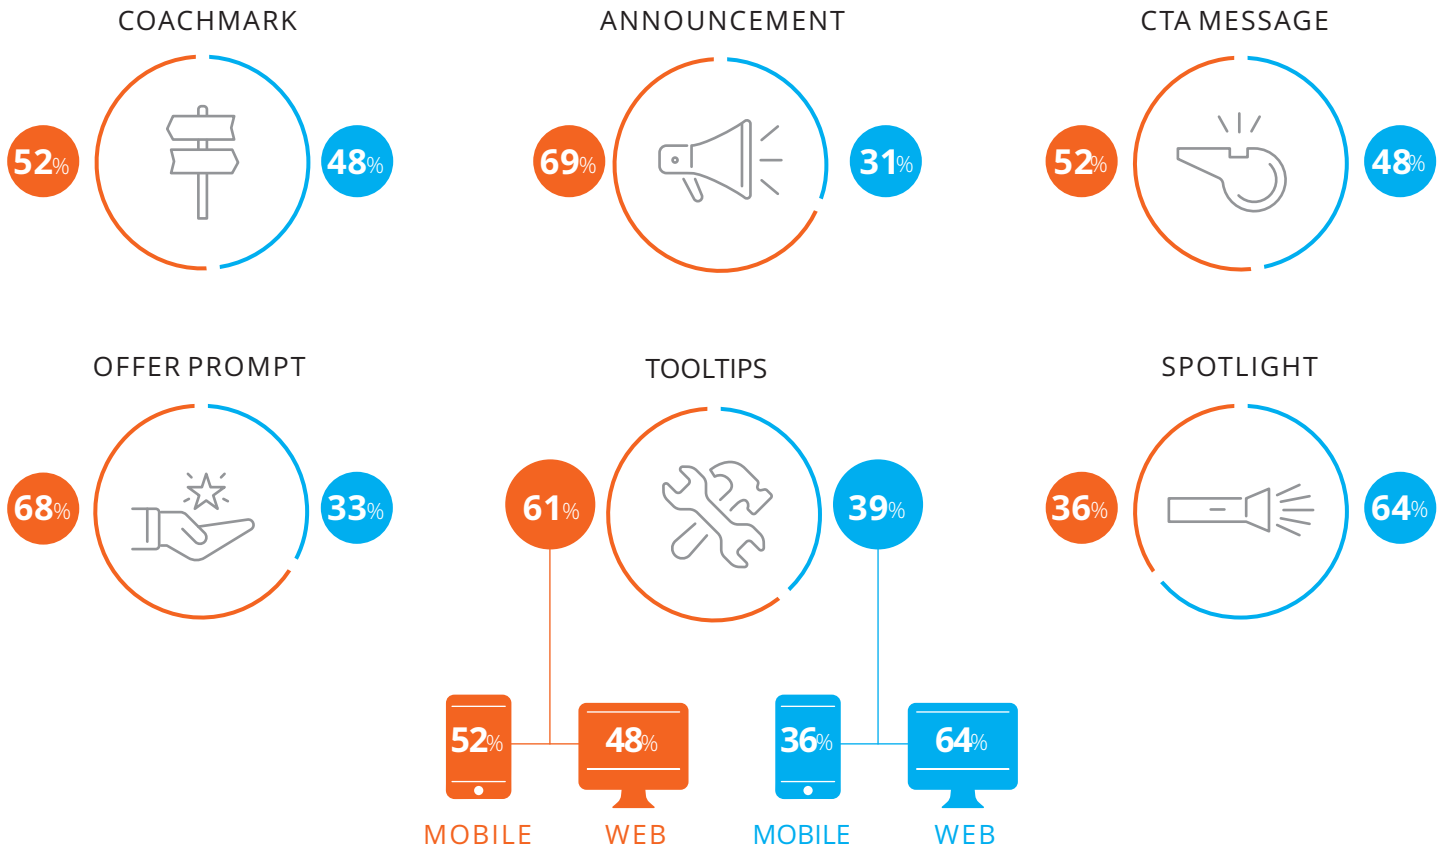 COACHMARK
52%
48%
ANNOUNCEMENT
69%
31%
CTA MESSAGE
52%
48%
OFFER PROMPT
68%
33%
TOOLTIPS
61%
39%
52%
48%
36%
64%
MOBILE
WEB
MOBILE
WEB
SPOTLIGHT
36%
64%